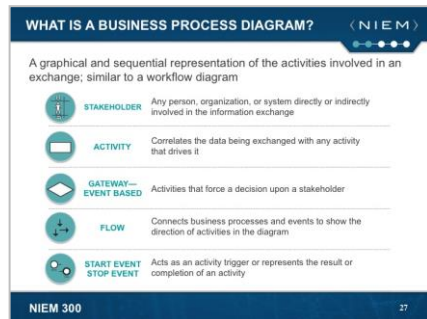 WHAT IS A BUSINESS PROCESS DIAGRAM?
〈NIEM〉
A graphical and sequential representation of the activities involved in an
exchange; similar to a workflow diagram
STAKEHOLDER
Any person, organization, or system directly or indirectly
involved in the information exchange
ACTIVITY
Correlates the data being exchanged with any activity
that drives it
GATEWAY—
EVENT BASED
Activities that force a decision upon a stakeholder
FLOW
Connects business processes and events to show the
direction of activities in the diagram
START EVENT
STOP EVENT
Acts as an activity trigger or represents the result or
completion of an activity
NIEM 300
27